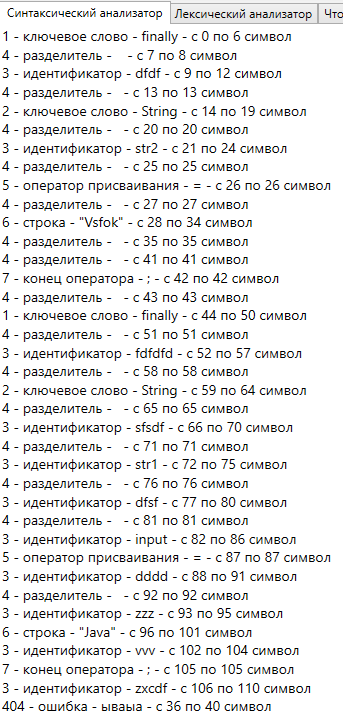 Синтаксический анализатор Лексический анализатор Что
1 - ключевое слово - finally - с 0 по 6 символ
4 - разделитель -   - с 7 по 8 символ
3 - идентификатор - dfdf - с 9 по 12 символ
4 - разделитель -   - с 13 по 13 символ
2 - ключевое слово - String - с 14 по 19 символ
4 - разделитель -   - с 20 по 20 символ
3 - идентификатор - str2 - с 21 по 24 символ
4 - разделитель -   - с 25 по 25 символ
5 - оператор присваивания - = - с 26 по 26 символ
4 - разделитель -   - с 27 по 27 символ
6 - строка - "Vsfok" - с 28 по 34 символ
4 - разделитель -   - с 35 по 35 символ
4 - разделитель -   - с 41 по 41 символ
7 - конец оператора - ; - с 42 по 42 символ
4 - разделитель -   - с 43 по 43 символ
1 - ключевое слово - finally - с 44 по 50 символ
4 - разделитель -   - с 51 по 51 символ
3 - идентификатор - fdfdfd - с 52 по 57 символ
4 - разделитель -   - с 58 по 58 символ
2 - ключевое слово - String - с 59 по 64 символ
4 - разделитель -   - с 65 по 65 символ
3 - идентификатор - sfsdf - с 66 по 70 символ
4 - разделитель -   - с 71 по 71 символ
3 - идентификатор - str1 - с 72 по 75 символ
4 - разделитель -   - с 76 по 76 символ
3 - идентификатор - dfsf - с 77 по 80 символ
4 - разделитель -   - с 81 по 81 символ
3 - идентификатор - input - с 82 по 86 символ
5 - оператор присваивания - = - с 87 по 87 символ
3 - идентификатор - dddd - с 88 по 91 символ
4 - разделитель -   - с 92 по 92 символ
3 - идентификатор - zzz - с 93 по 95 символ
6 - строка - "Java" - с 96 по 101 символ
3 - идентификатор - vvv - с 102 по 104 символ
7 - конец оператора - ; - с 105 по 105 символ
3 - идентификатор - zxcdf - с 106 по 110 символ
404 - ошибка - ываыа - с 36 по 40 символ